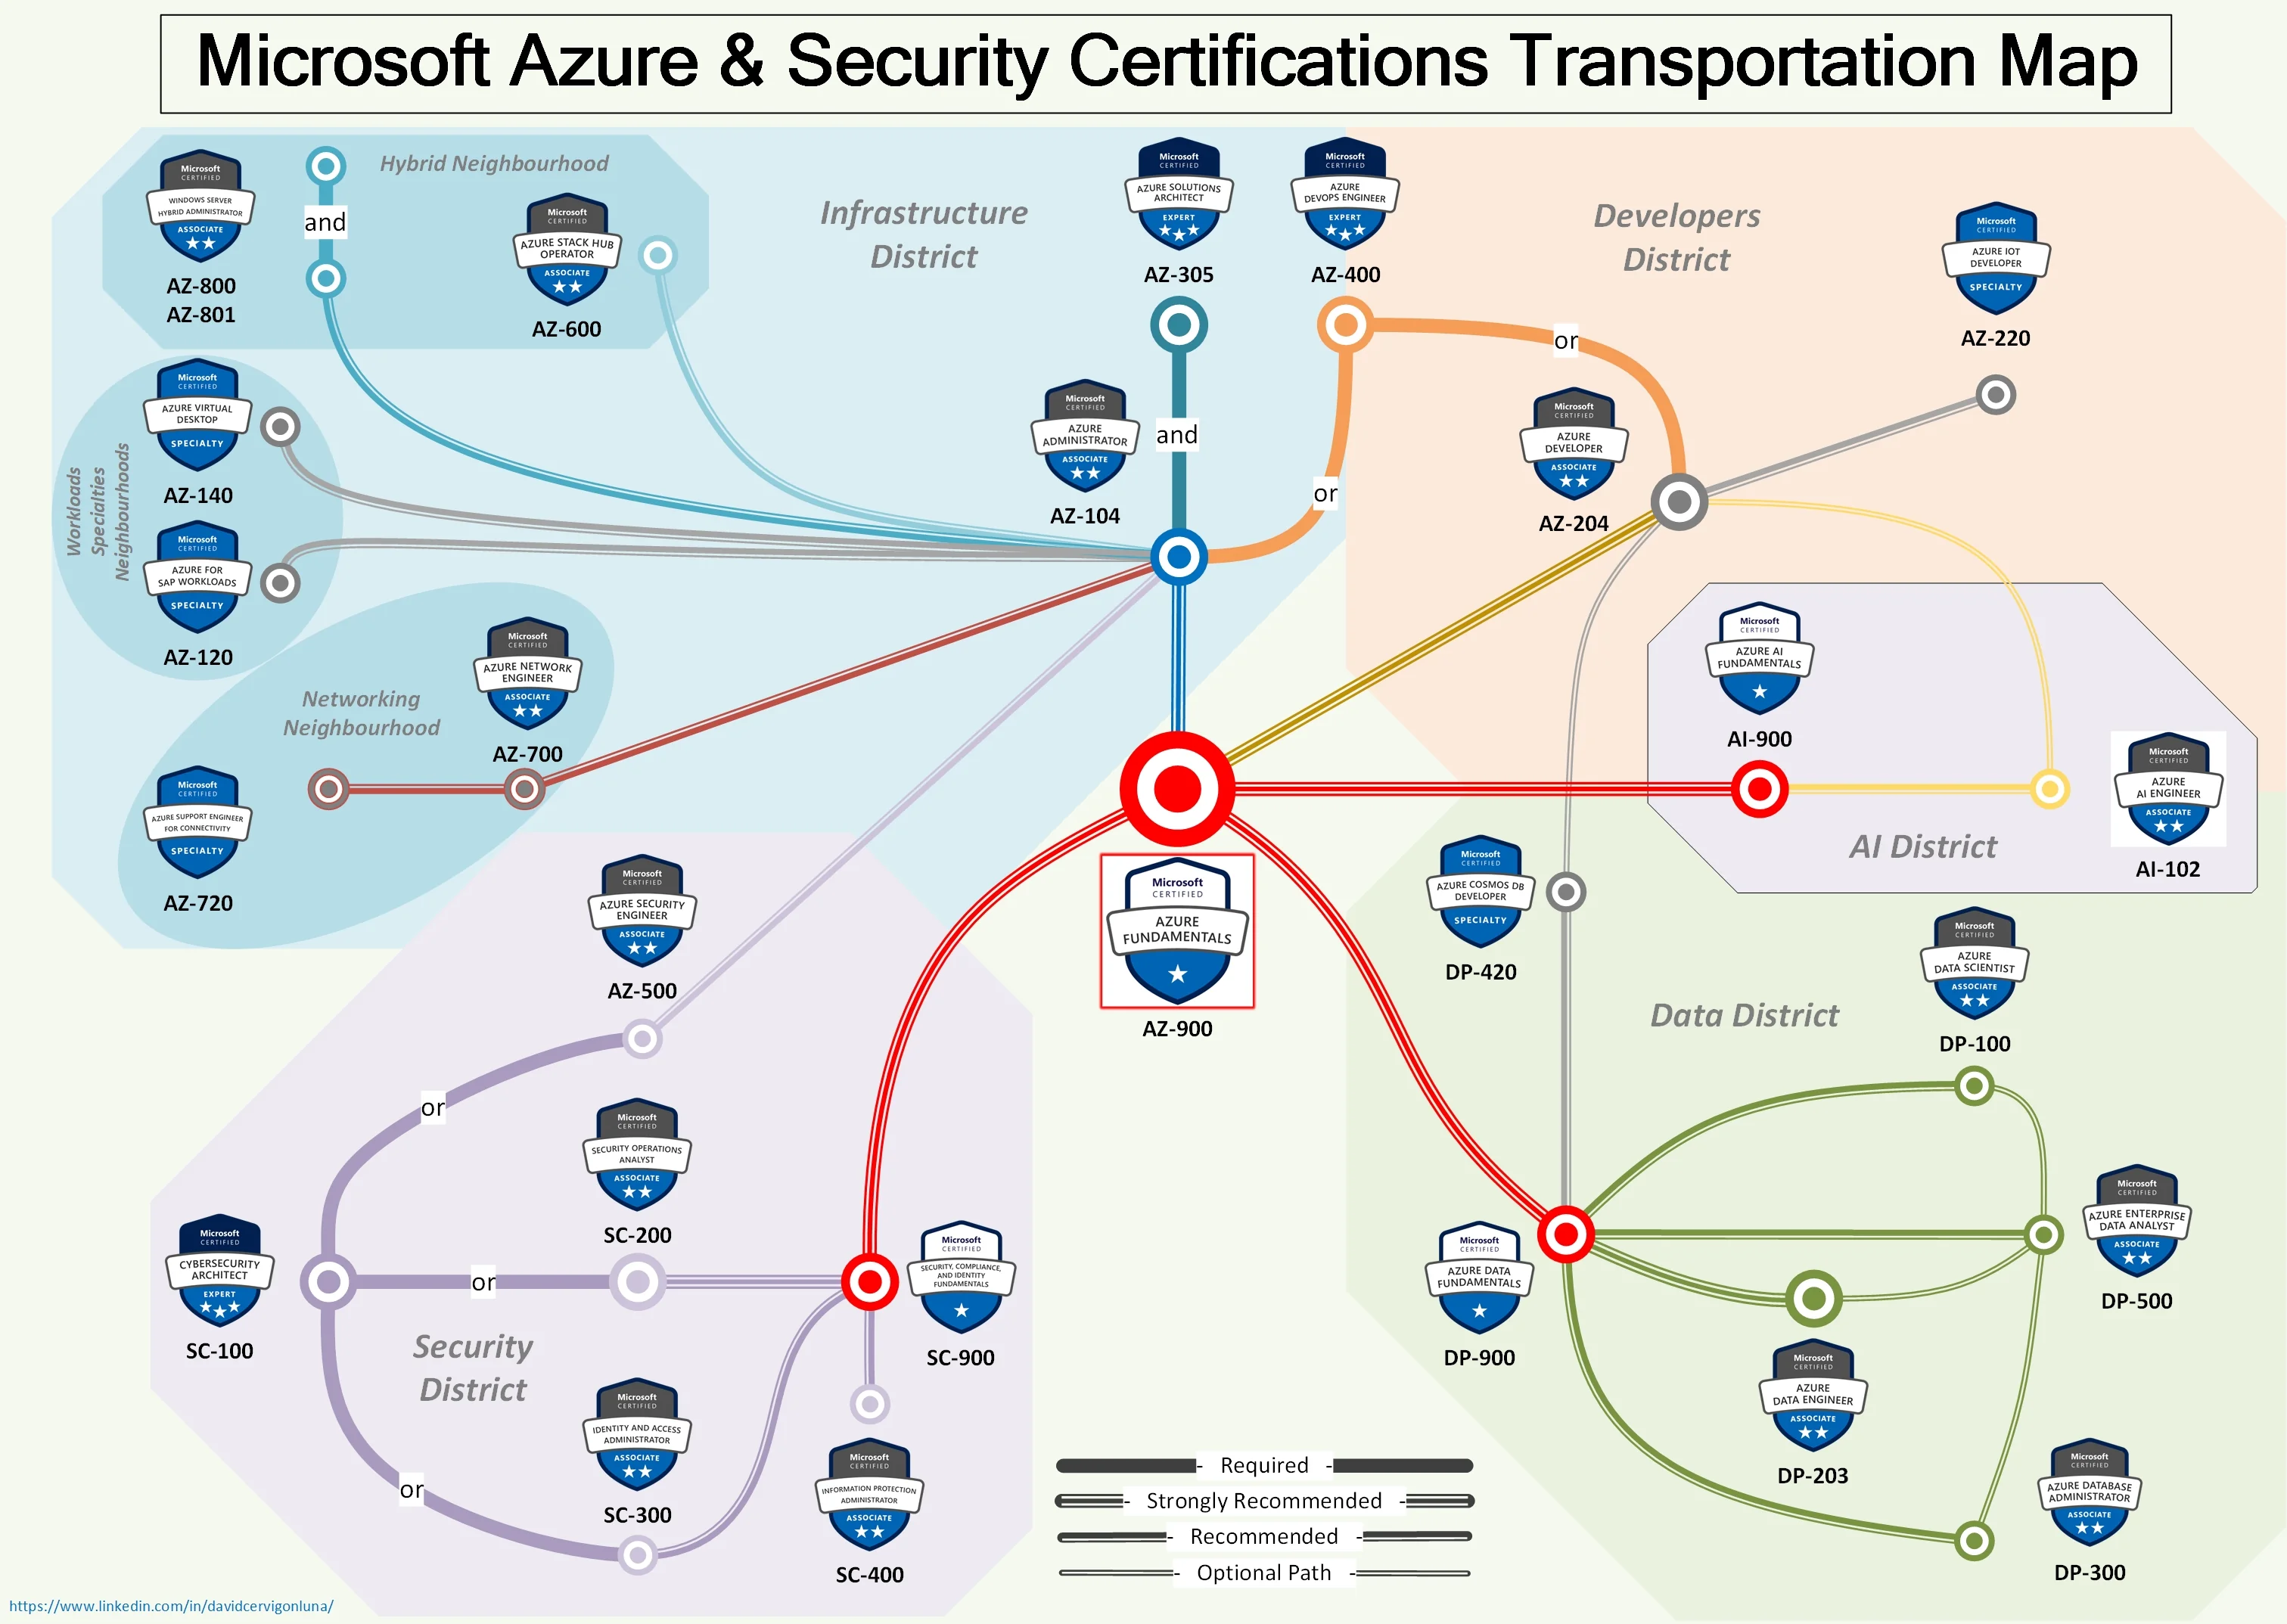 Microsoft Azure & Security Certifications Transportation Map
Hybrid Neighbourhood
Microsoft
CERTIFIED
WINDOWS SERVER
HYBRID ADMINISTRATOR
ASSOCIATE
AZ-800
AZ-801
and
Microsoft
CERTIFIED
AZURE STACK HUB
OPERATOR
ASSOCIATE
AZ-600
Infrastructure
District
Microsoft
CERTIFIED
AZURE SOLUTIONS
ARCHITECT
EXPERT
AZ-305
Microsoft
CERTIFIED
AZURE
DEVOPS ENGINEER
EXPERT
AZ-400
Developers
District
Microsoft
CERTIFIED
AZURE IOT
DEVELOPER
SPECIALTY
AZ-220
or
Workloads
Specialties
Neighbourhoods
Microsoft
CERTIFIED
AZURE VIRTUAL
DESKTOP
SPECIALTY
AZ-140
Microsoft
CERTIFIED
AZURE
ADMINISTRATOR
ASSOCIATE
AZ-104
and
or
Microsoft
CERTIFIED
AZURE
DEVELOPER
ASSOCIATE
AZ-204
Microsoft
CERTIFIED
AZURE FOR
SAP WORKLOADS
SPECIALTY
AZ-120
Networking
Neighbourhood
Microsoft
CERTIFIED
AZURE NETWORK
ENGINEER
ASSOCIATE
AZ-700
Microsoft
CERTIFIED
AZURE AI
FUNDAMENTALS
AI-900
Microsoft
CERTIFIED
AZURE
AI ENGINEER
ASSOCIATE
AI-102
AI District
Microsoft
CERTIFIED
AZURE SUPPORT ENGINEER
FOR CONNECTIVITY
SPECIALTY
AZ-720
Microsoft
CERTIFIED
AZURE SECURITY
ENGINEER
ASSOCIATE
AZ-500
Microsoft
CERTIFIED
AZURE
FUNDAMENTALS
AZ-900
Microsoft
CERTIFIED
AZURE COSMOS DB
DEVELOPER
SPECIALTY
DP-420
Data District
Microsoft
CERTIFIED
AZURE
DATA SCIENTIST
ASSOCIATE
DP-100
or
Microsoft
CERTIFIED
SECURITY OPERATIONS
ANALYST
ASSOCIATE
SC-200
Microsoft
CERTIFIED
CYBERSECURITY
ARCHITECT
EXPERT
SC-100
or
Microsoft
CERTIFIED
SECURITY, COMPLIANCE,
AND IDENTITY
FUNDAMENTALS
SC-900
Security
District
Microsoft
CERTIFIED
AZURE DATA
FUNDAMENTALS
DP-900
Microsoft
CERTIFIED
AZURE ENTERPRISE
DATA ANALYST
ASSOCIATE
DP-500
Microsoft
CERTIFIED
AZURE
DATA ENGINEER
ASSOCIATE
DP-203
or
Microsoft
CERTIFIED
IDENTITY AND ACCESS
ADMINISTRATOR
ASSOCIATE
SC-300
Microsoft
CERTIFIED
INFORMATION PROTECTION
ADMINISTRATOR
ASSOCIATE
SC-400
- Required -
- Strongly Recommended -
- Recommended -
- Optional Path -
Microsoft
CERTIFIED
AZURE DATABASE
ADMINISTRATOR
ASSOCIATE
DP-300
https://www.linkedin.com/in/davidcervigonluna/